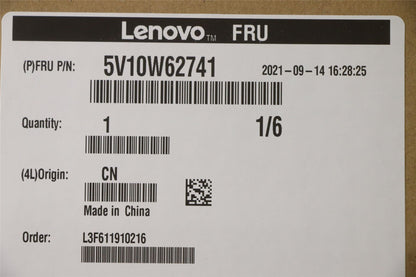 Lenovo™ FRU
(P)FRU P/N: 5V10W62741 2021-09-14 16:28:25
Quantity: 1 1/6
(4L)Origin: CN
Made in China
Order: L3F611910216